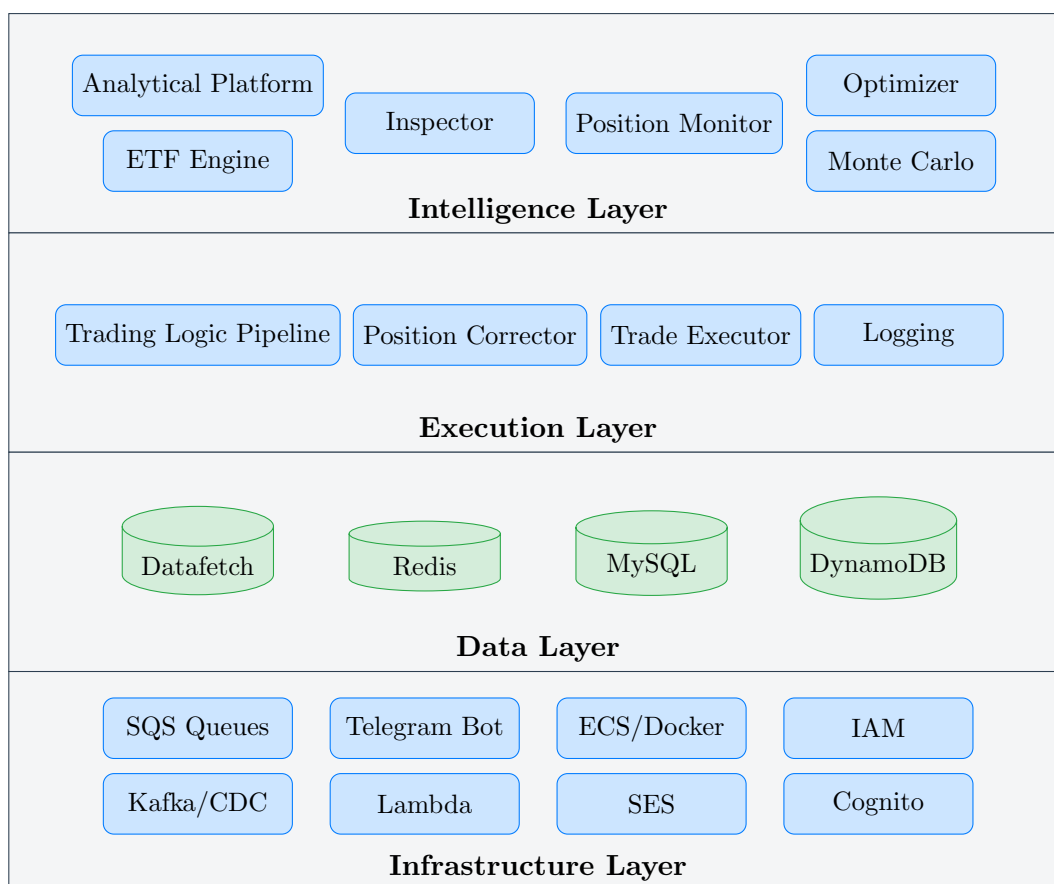 Analytical Platform
Optimizer
Inspector
Position Monitor
ETF Engine
Monte Carlo
Intelligence Layer
Trading Logic Pipeline
Position Corrector
Trade Executor
Logging
Execution Layer
Datafetch
Redis
MySQL
DynamoDB
Data Layer
SQS Queues
Telegram Bot
ECS/Docker
IAM
Kafka/CDC
Lambda
SES
Cognito
Infrastructure Layer